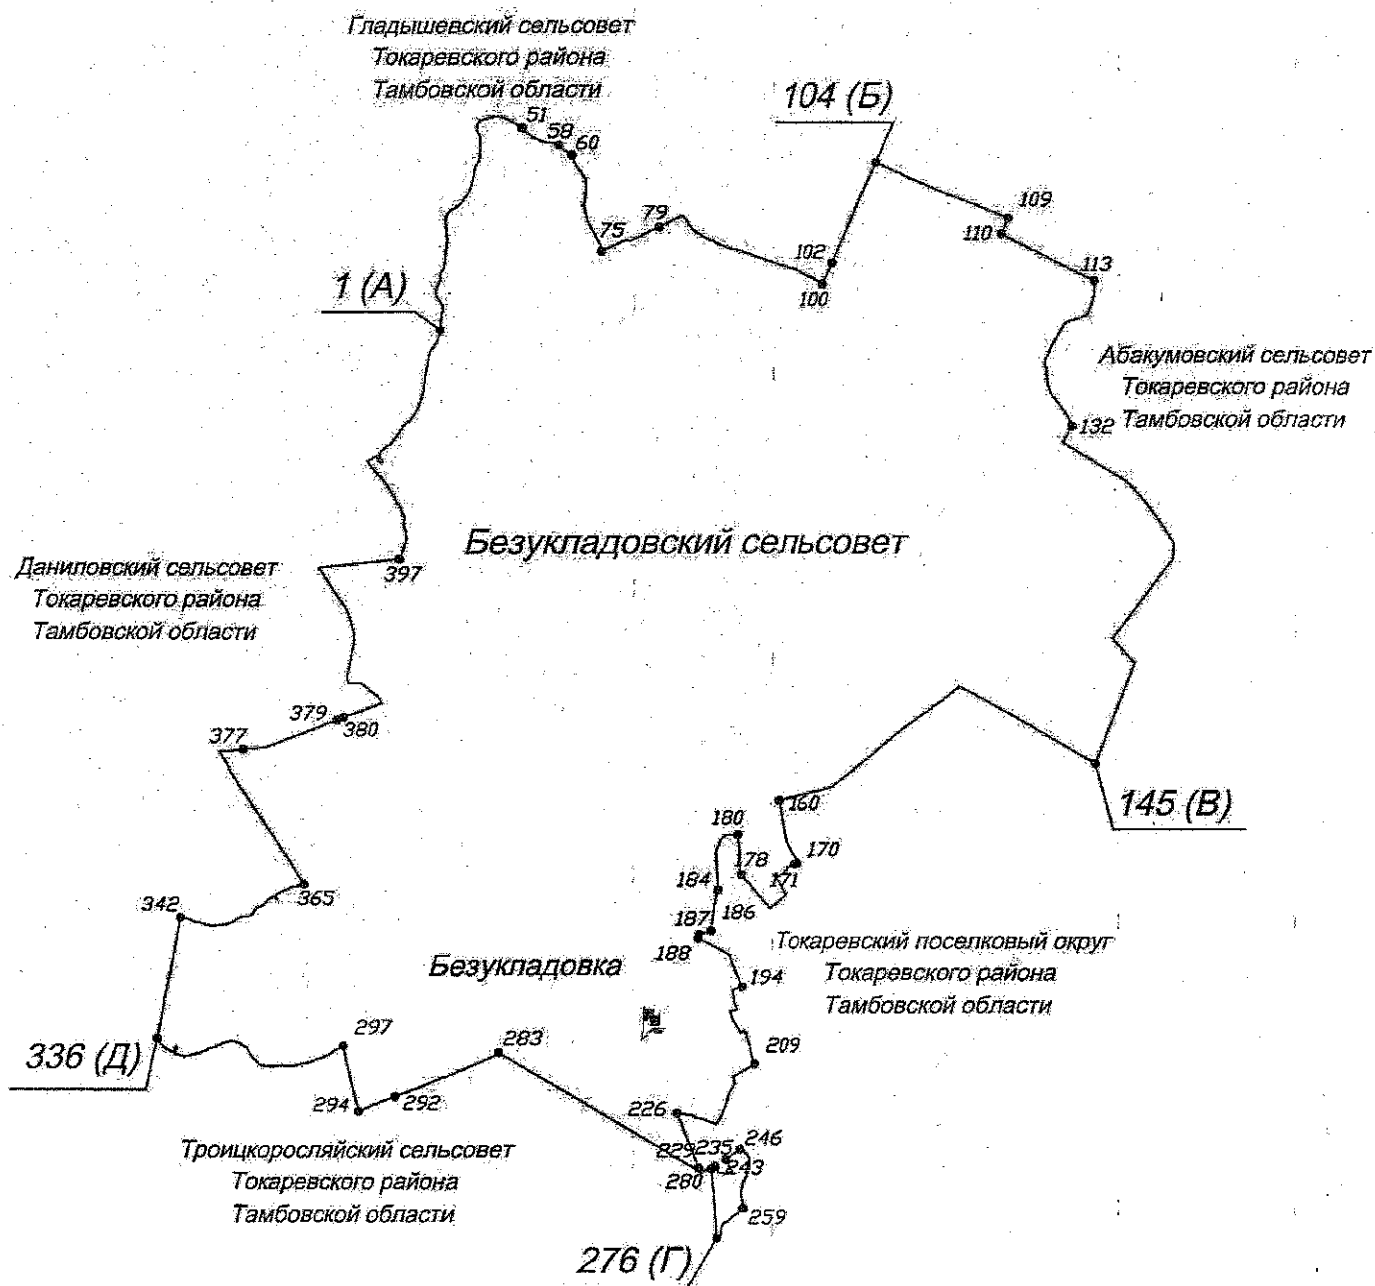 Гладышевский сельсовет
Токаревского района
Тамбовской области
104 (Б)
51
58
60
109
79
110
75
102
113
1 (А)
100
Абакумовский сельсовет
Токаревского района
Тамбовской области
132
Безукладовский сельсовет
Даниловский сельсовет
Токаревского района
Тамбовской области
397
379
380
377
145 (В)
160
180
170
178
171
184
365
342
186
187
188
Токаревский поселковый округ
Токаревского района
Тамбовской области
Безукладовка
194
297
283
209
336 (Д)
294
292
226
246
235
243
280
Троицкоросляйский сельсовет
Токаревского района
Тамбовской области
259
276 (Г)